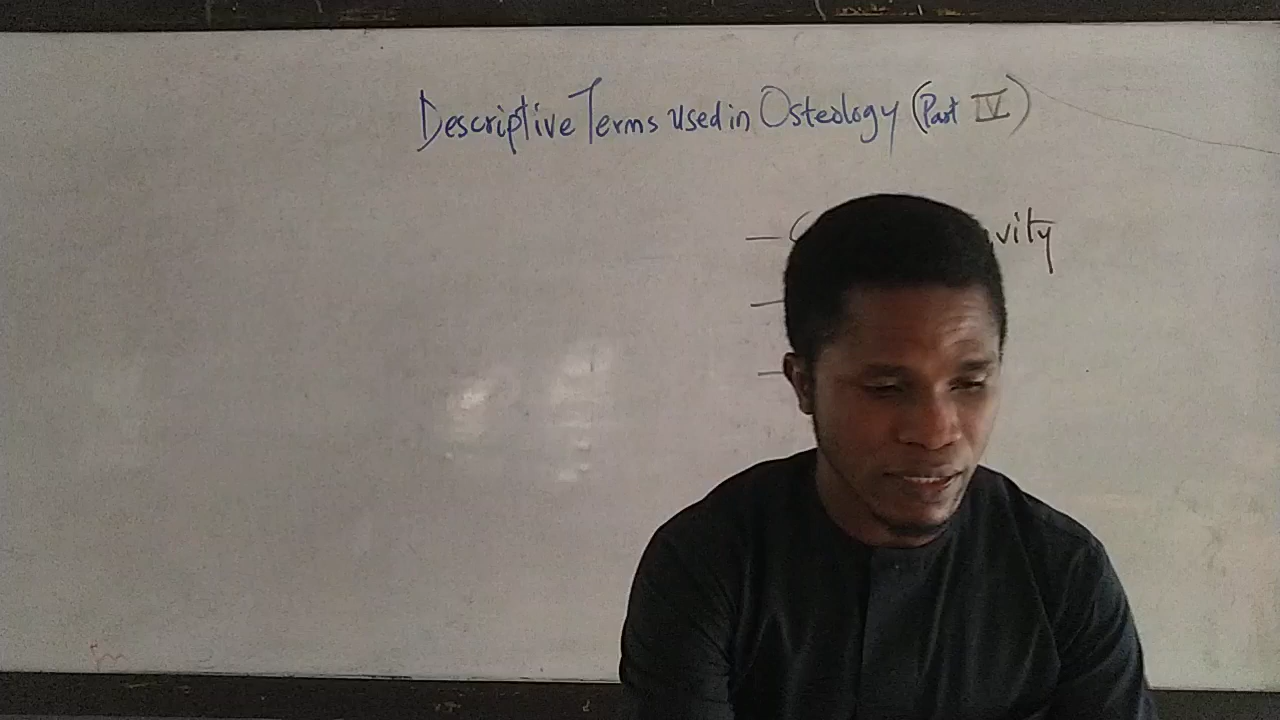 Descriptive Terms used in Osteology (Part IV)
— vity
—
—